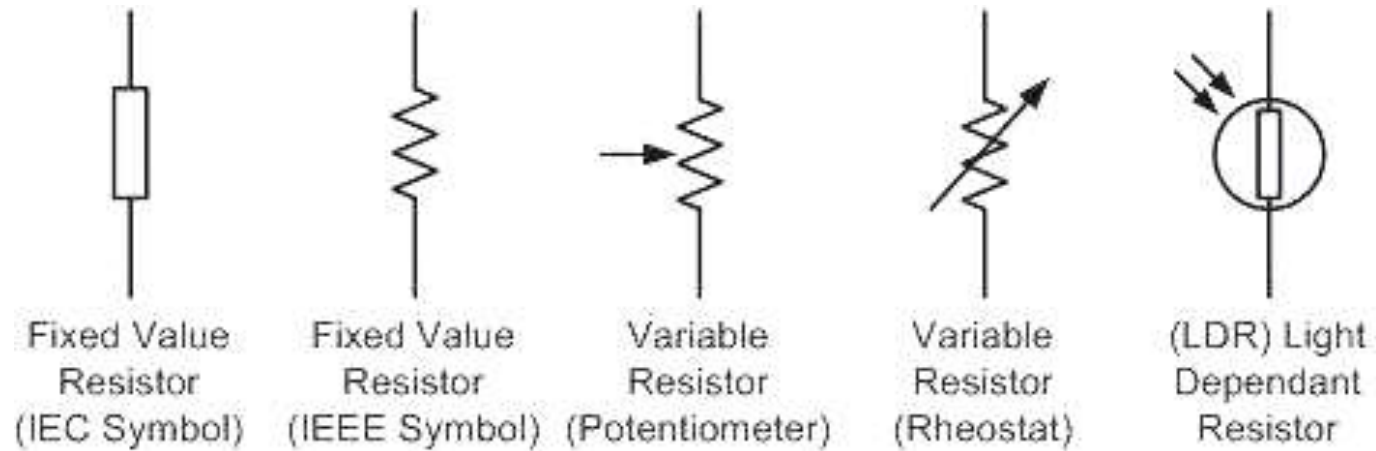 Fixed Value
Resistor
(IEC Symbol)
Fixed Value
Resistor
(IEEE Symbol)
Variable
Resistor
(Potentiometer)
Variable
Resistor
(Rheostat)
(LDR) Light
Dependant
Resistor